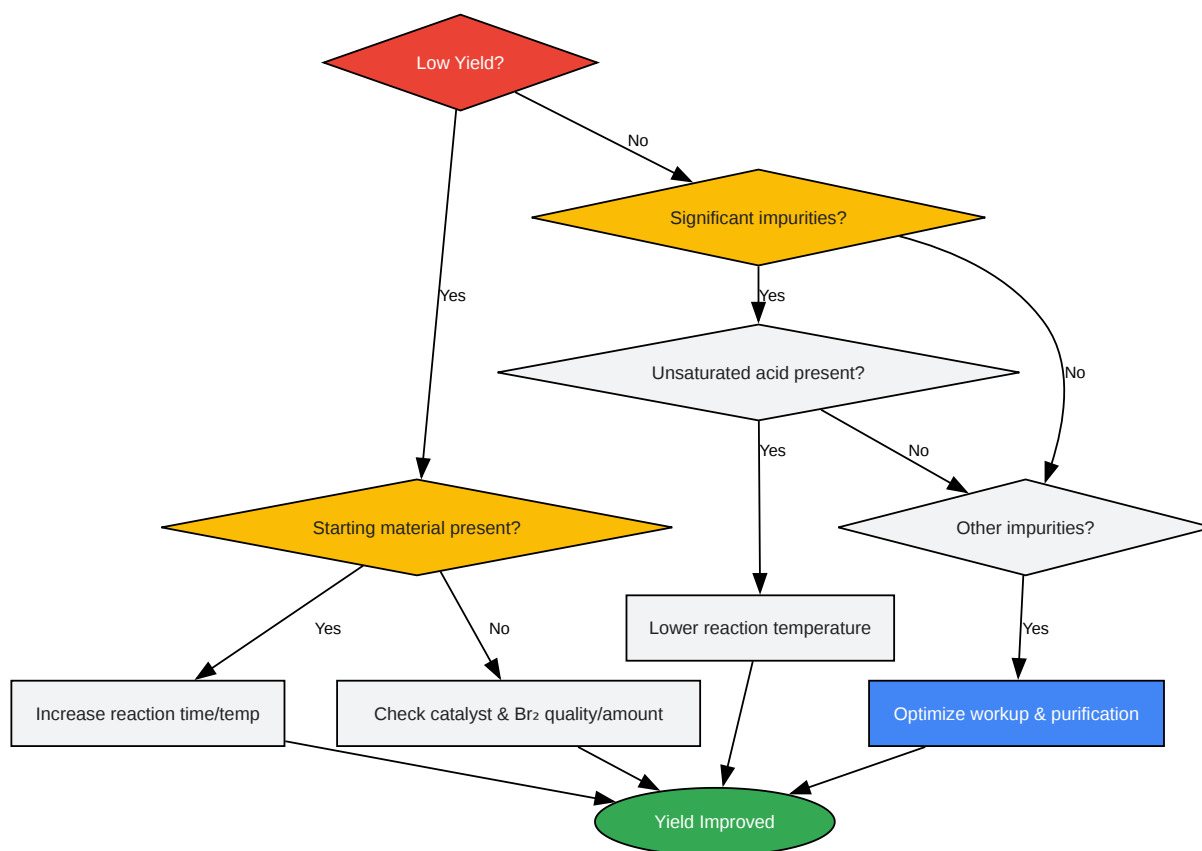 Low Yield?
No
Significant impurities?
Yes
Yes
Unsaturated acid present?
No
Yes
No
Starting material present?
Other impurities?
Yes
No
Lower reaction temperature
Yes
Increase reaction time/temp
Check catalyst & Br₂ quality/amount
Optimize workup & purification
Yield Improved